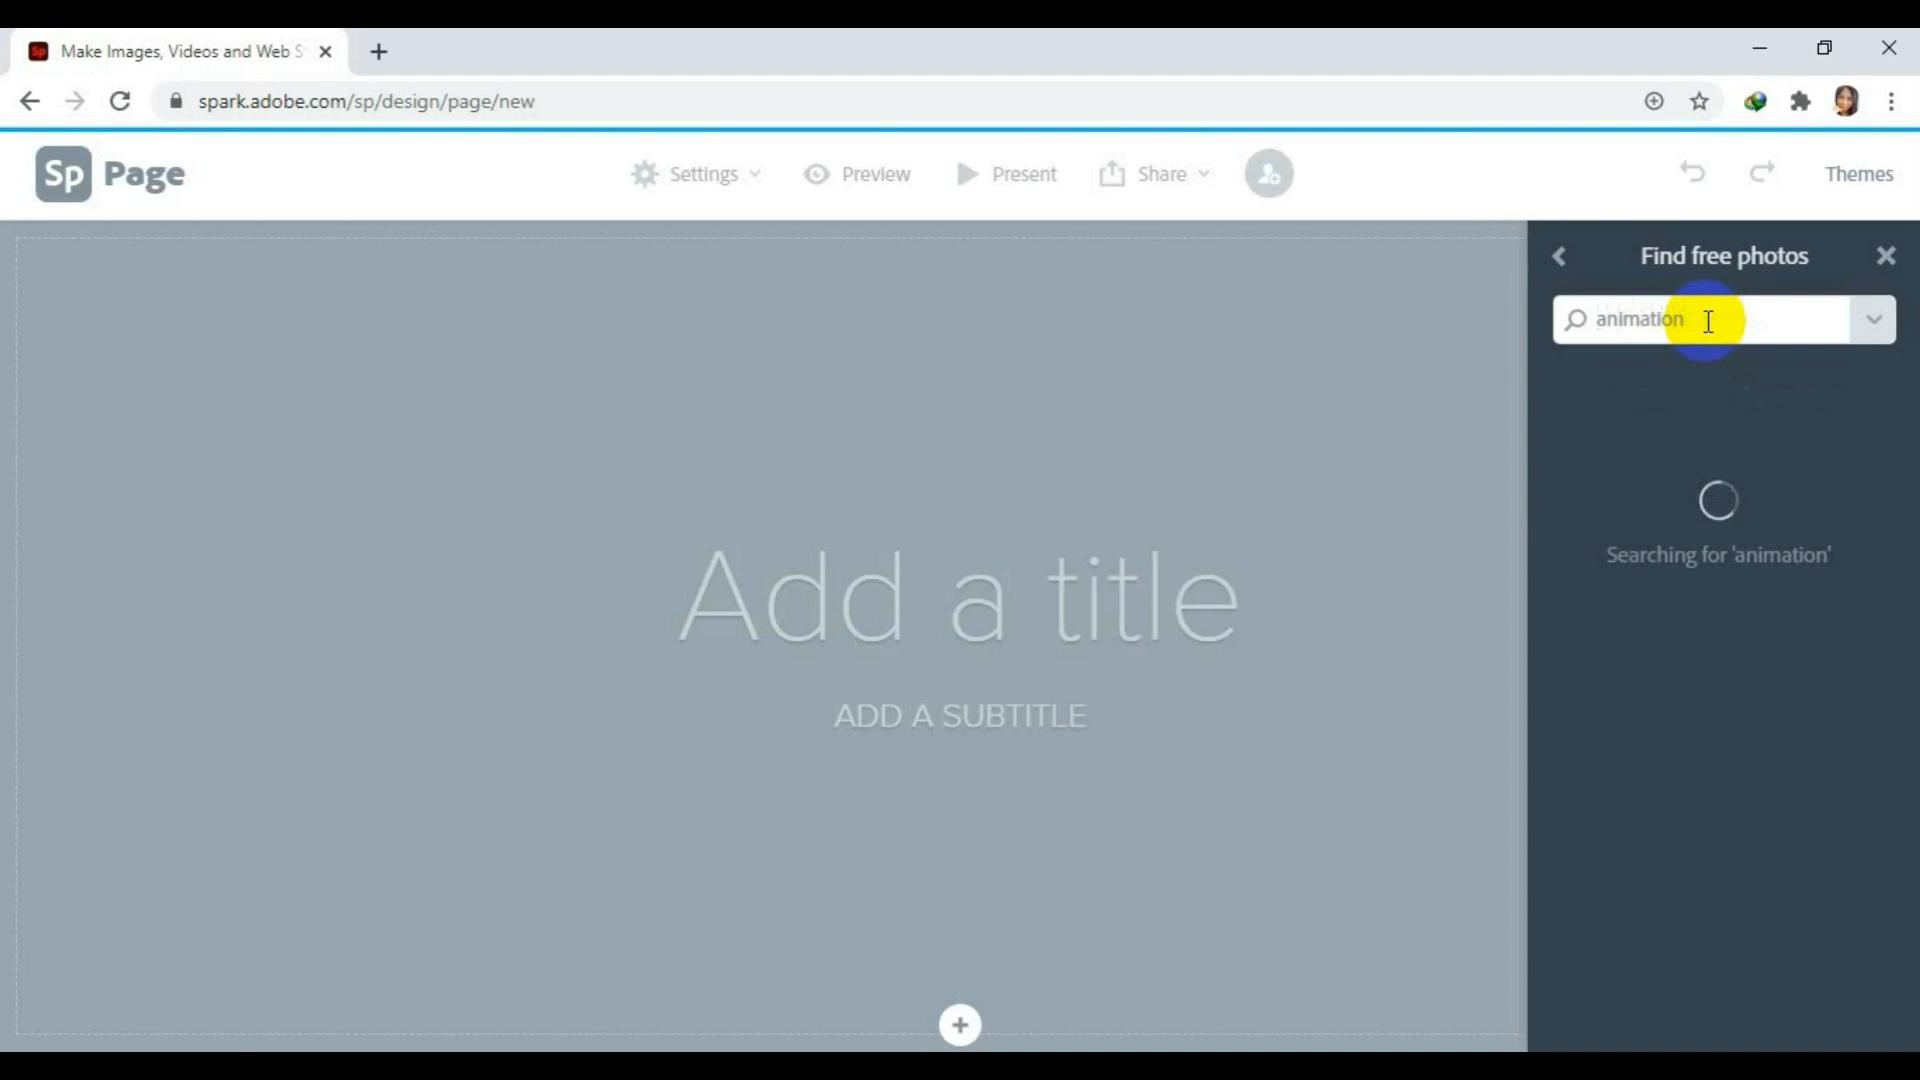 Sp Make Images, Videos and Web S
spark.adobe.com/sp/design/page/new
Sp Page
Settings
Preview
Present
Share
Themes
Find free photos
animation
Searching for 'animation'
Add a title
ADD A SUBTITLE